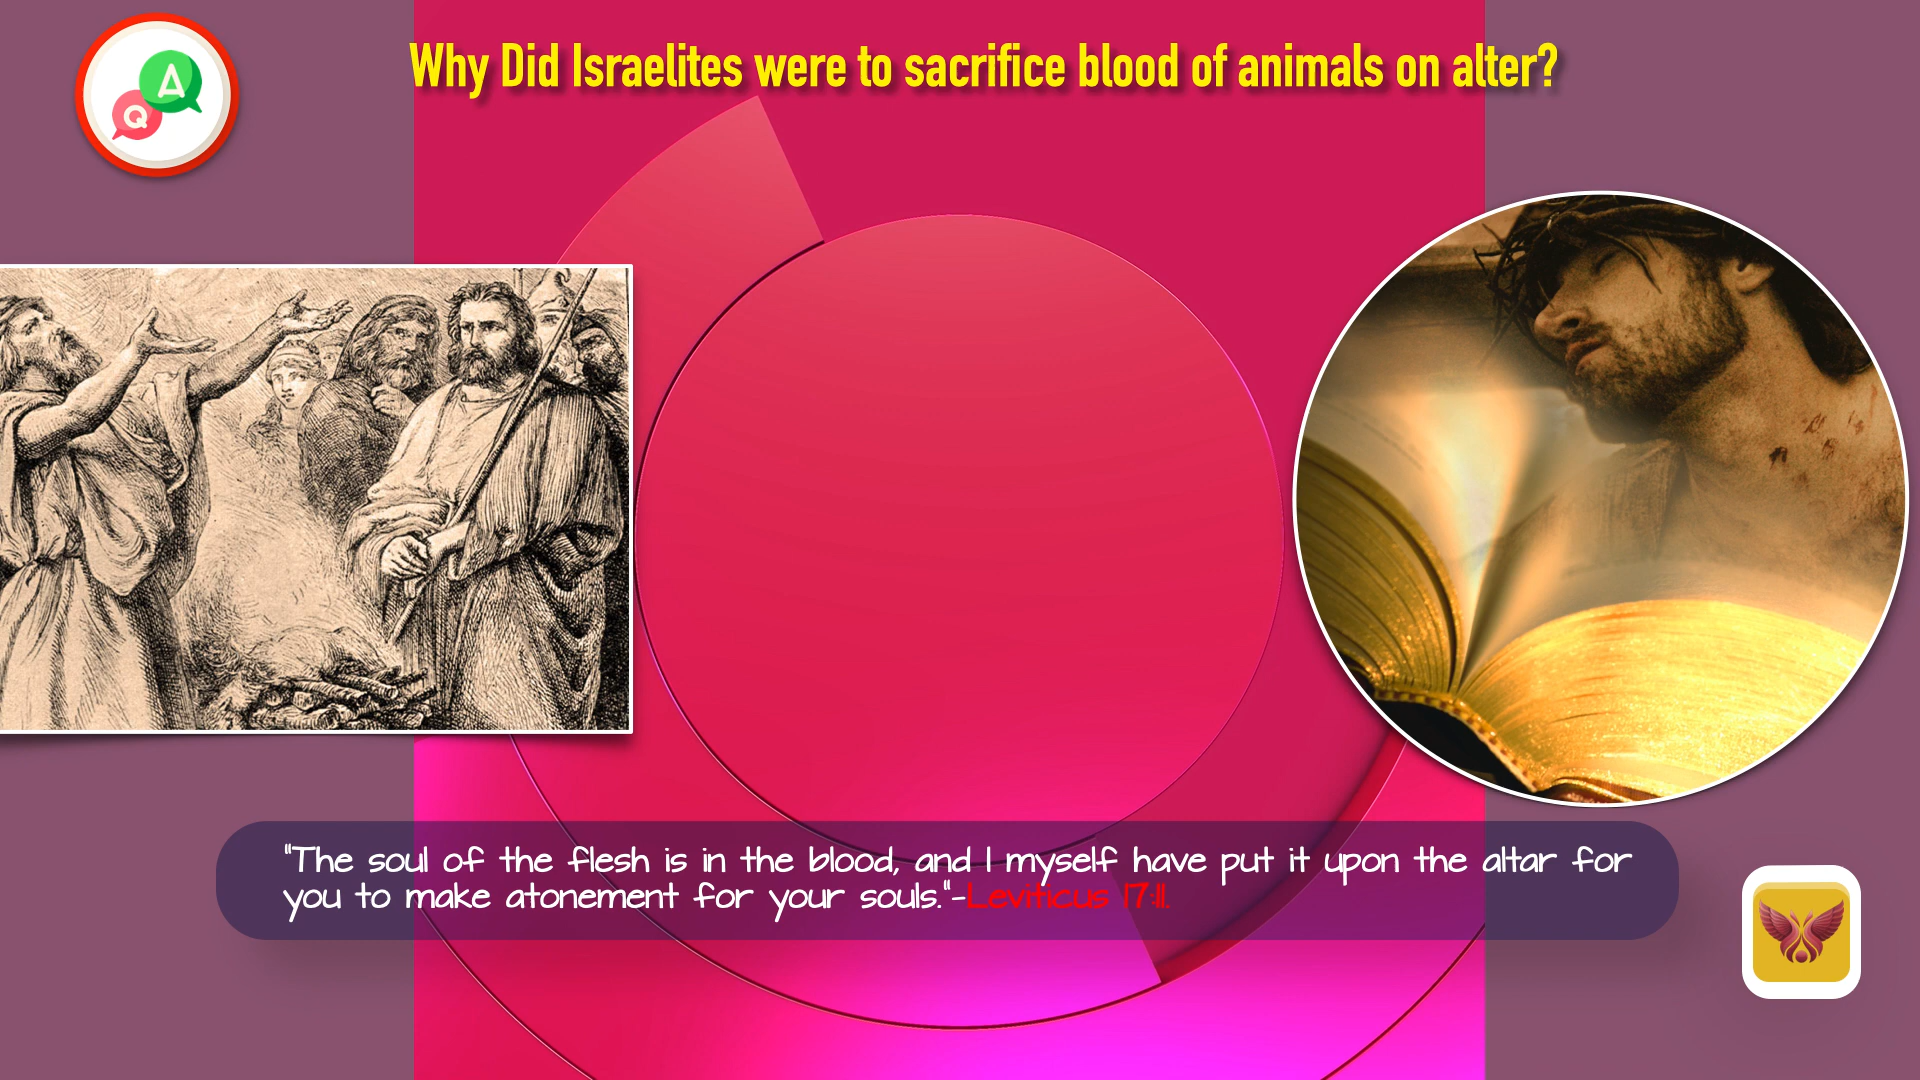 Why Did Israelites were to sacrifice blood of animals on alter?
A
Q
"The soul of the flesh is in the blood, and I myself have put it upon the altar for
you to make atonement for your souls."-Leviticus 17:11.